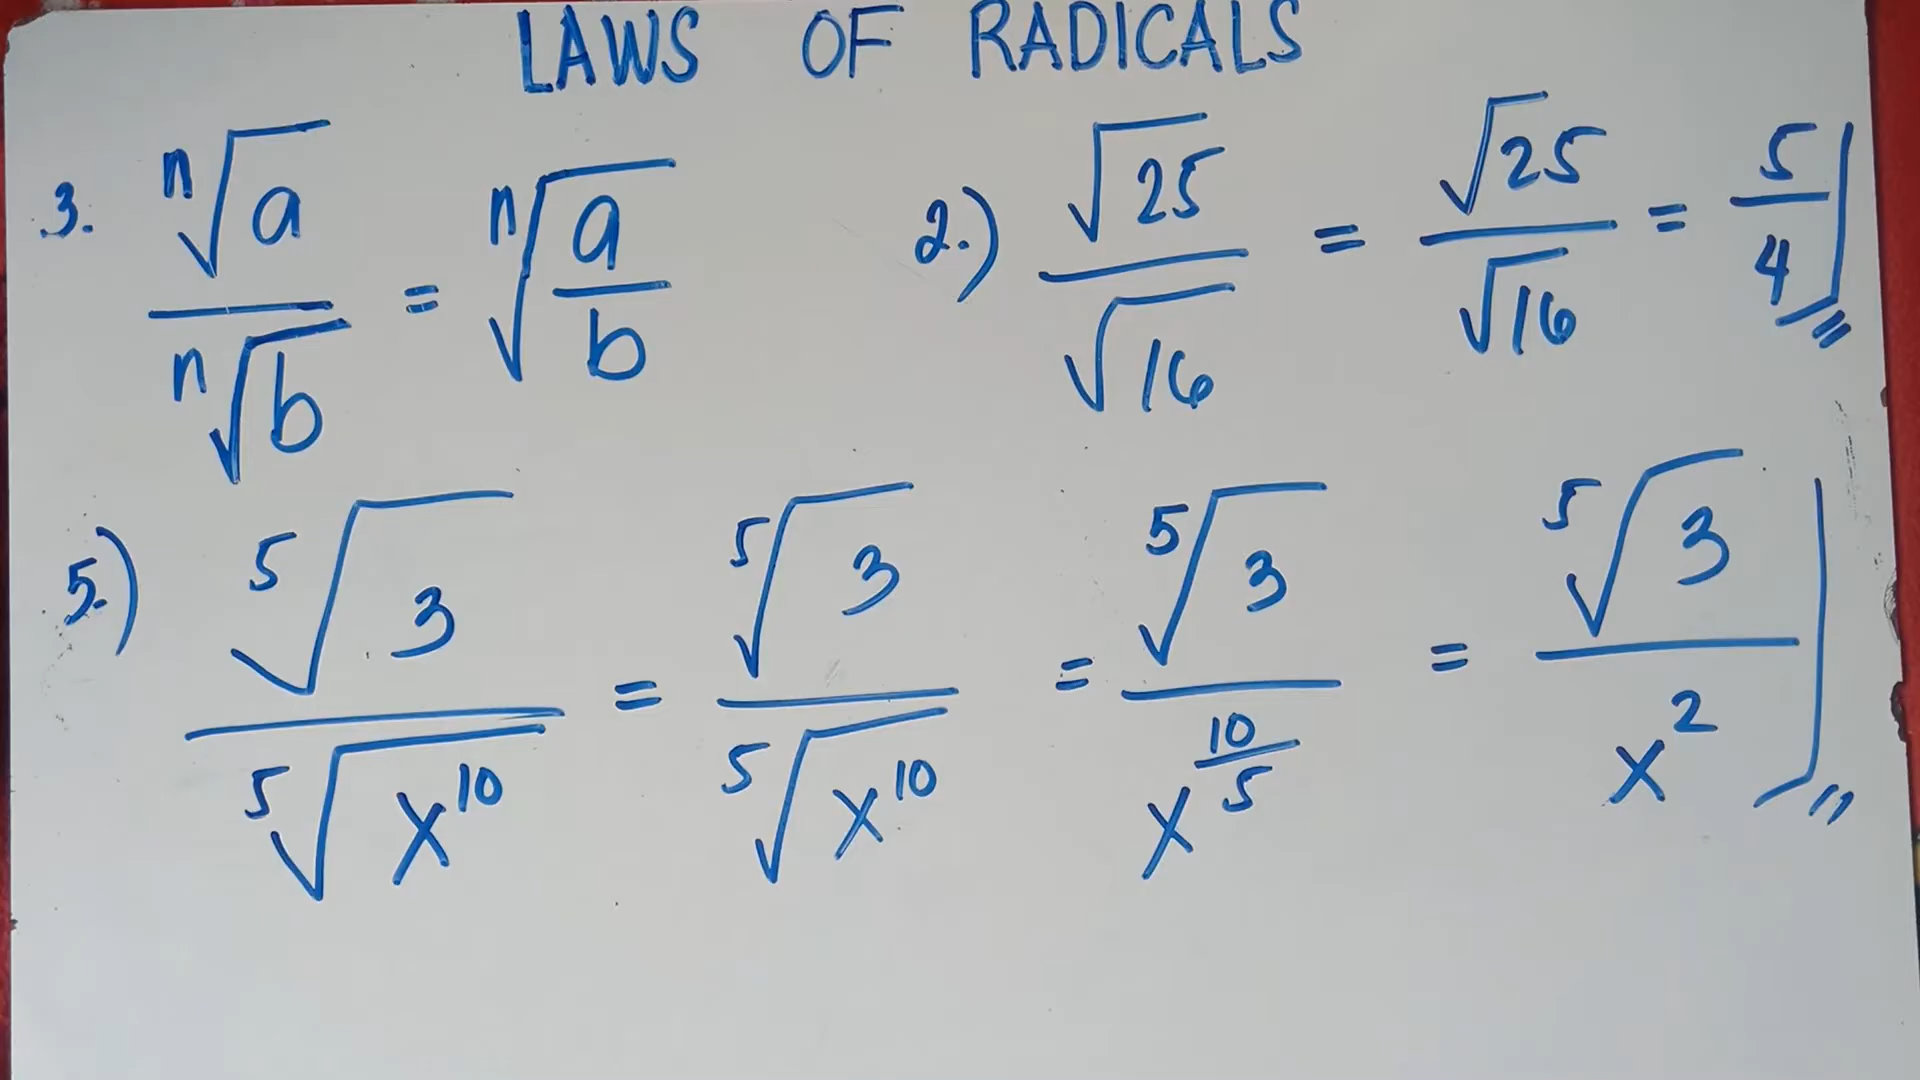 LAWS OF RADICALS
3. ⁿ√a / ⁿ√b = ⁿ√(a/b)
2.) √25 / √16 = √25 / √16 = 5/4 //
5.) ⁵√3 / ⁵√x¹⁰ = ⁵√3 / ⁵√x¹⁰ = ⁵√3 / x^(10/5) = ⁵√3 / x² //